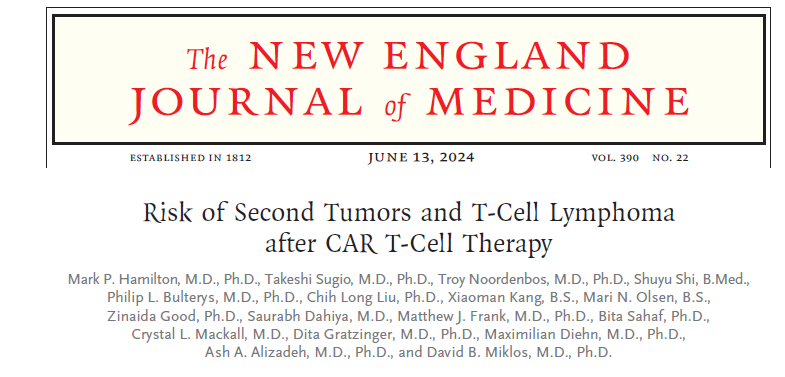 The NEW ENGLAND
JOURNAL of MEDICINE
ESTABLISHED IN 1812 JUNE 13, 2024 VOL. 390 NO. 22
Risk of Second Tumors and T-Cell Lymphoma
after CAR T-Cell Therapy
Mark P. Hamilton, M.D., Ph.D., Takeshi Sugio, M.D., Ph.D., Troy Noordenbos, M.D., Ph.D., Shuyu Shi, B.Med.,
Philip L. Bulterys, M.D., Ph.D., Chih Long Liu, Ph.D., Xiaoman Kang, B.S., Mari N. Olsen, B.S.,
Zinaida Good, Ph.D., Saurabh Dahiya, M.D., Matthew J. Frank, M.D., Ph.D., Bita Sahaf, Ph.D.,
Crystal L. Mackall, M.D., Dita Gratzinger, M.D., Ph.D., Maximilian Diehn, M.D., Ph.D.,
Ash A. Alizadeh, M.D., Ph.D., and David B. Miklos, M.D., Ph.D.